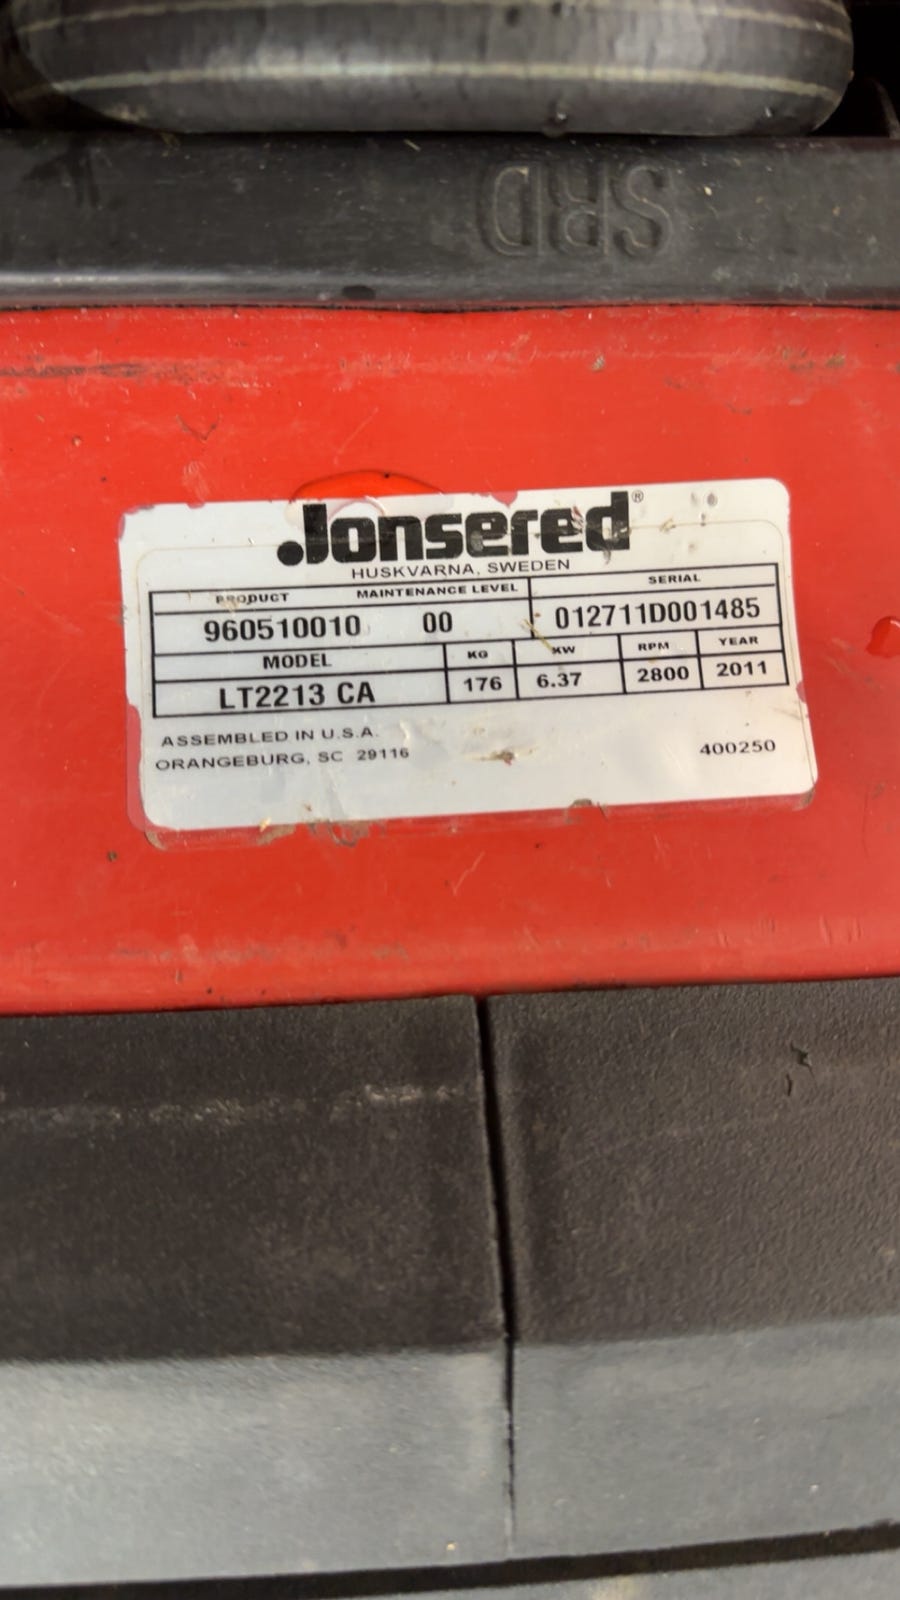 SRD
Jonsered®
HUSKVARNA, SWEDEN
PRODUCT MAINTENANCE LEVEL SERIAL
960510010 00 012711D001485
MODEL KG KW RPM YEAR
LT2213 CA 176 6.37 2800 2011
ASSEMBLED IN U.S.A.
ORANGEBURG, SC 29116 400250